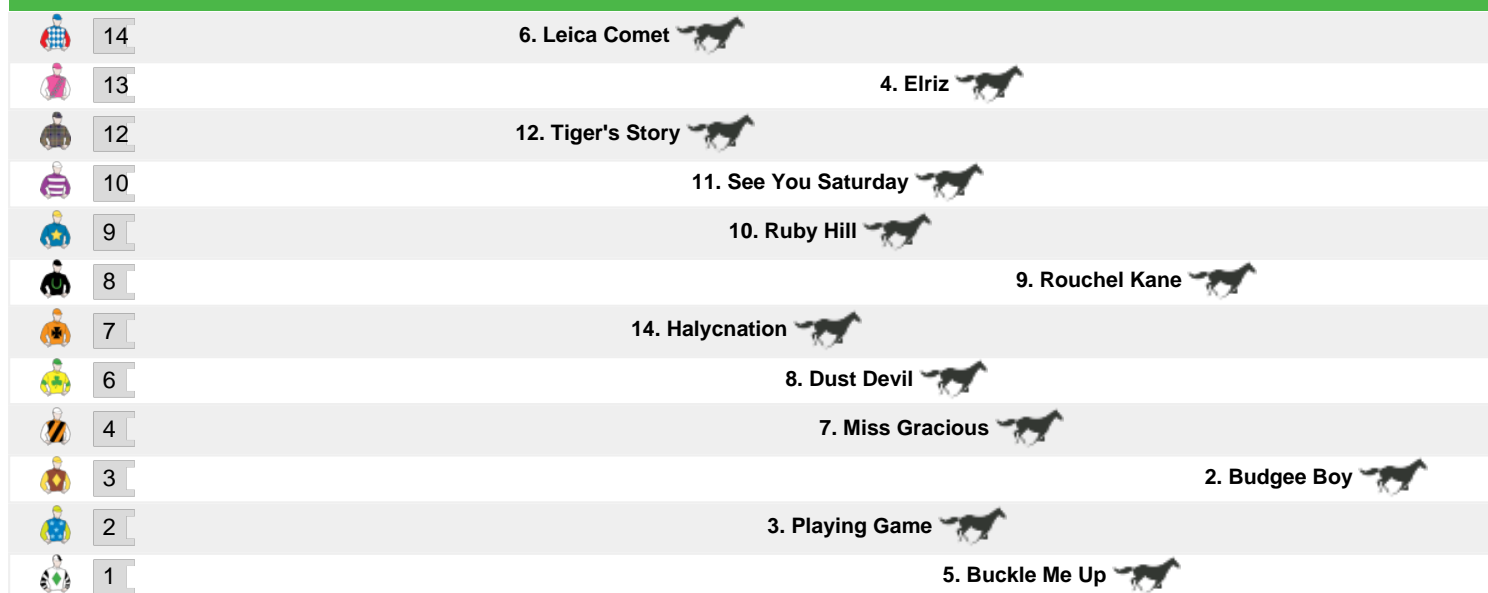 14 6. Leica Comet
13 4. Elriz
12 12. Tiger's Story
10 11. See You Saturday
9 10. Ruby Hill
8 9. Rouchel Kane
7 14. Halycnation
6 8. Dust Devil
4 7. Miss Gracious
3 2. Budgee Boy
2 3. Playing Game
1 5. Buckle Me Up